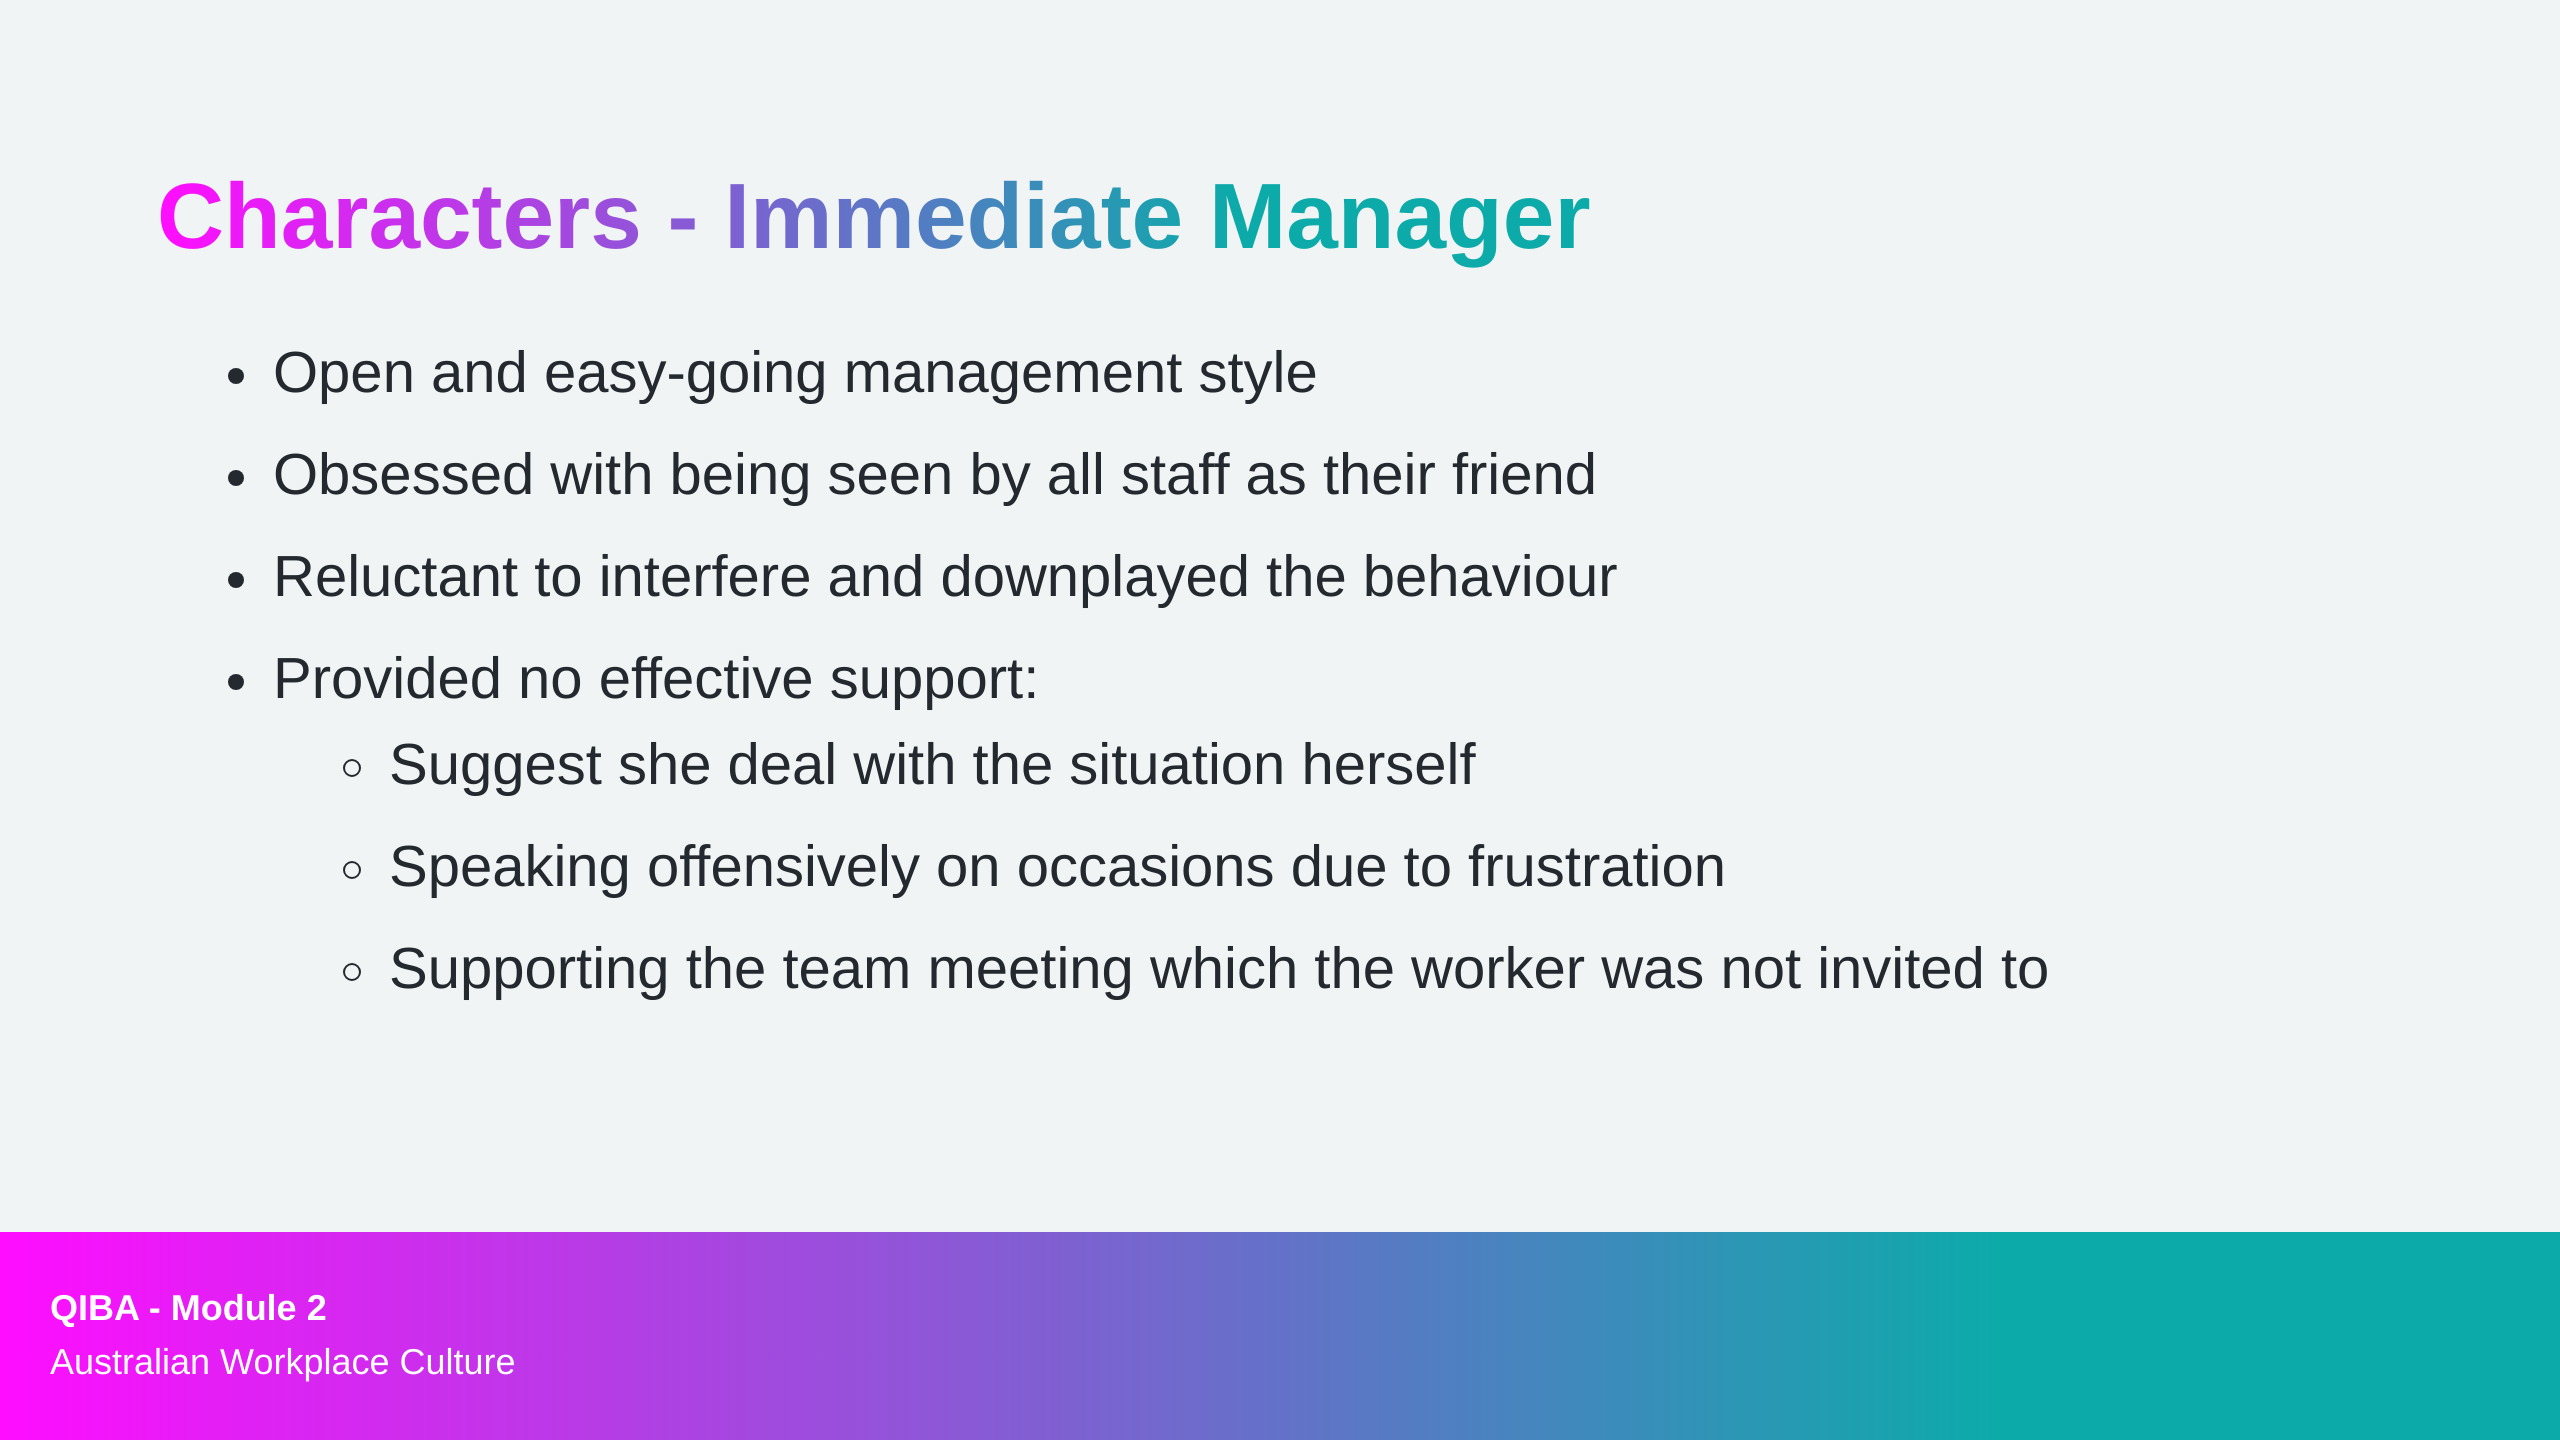 Characters - Immediate Manager
• Open and easy-going management style
• Obsessed with being seen by all staff as their friend
• Reluctant to interfere and downplayed the behaviour
• Provided no effective support:
○ Suggest she deal with the situation herself
○ Speaking offensively on occasions due to frustration
○ Supporting the team meeting which the worker was not invited to
QIBA - Module 2
Australian Workplace Culture